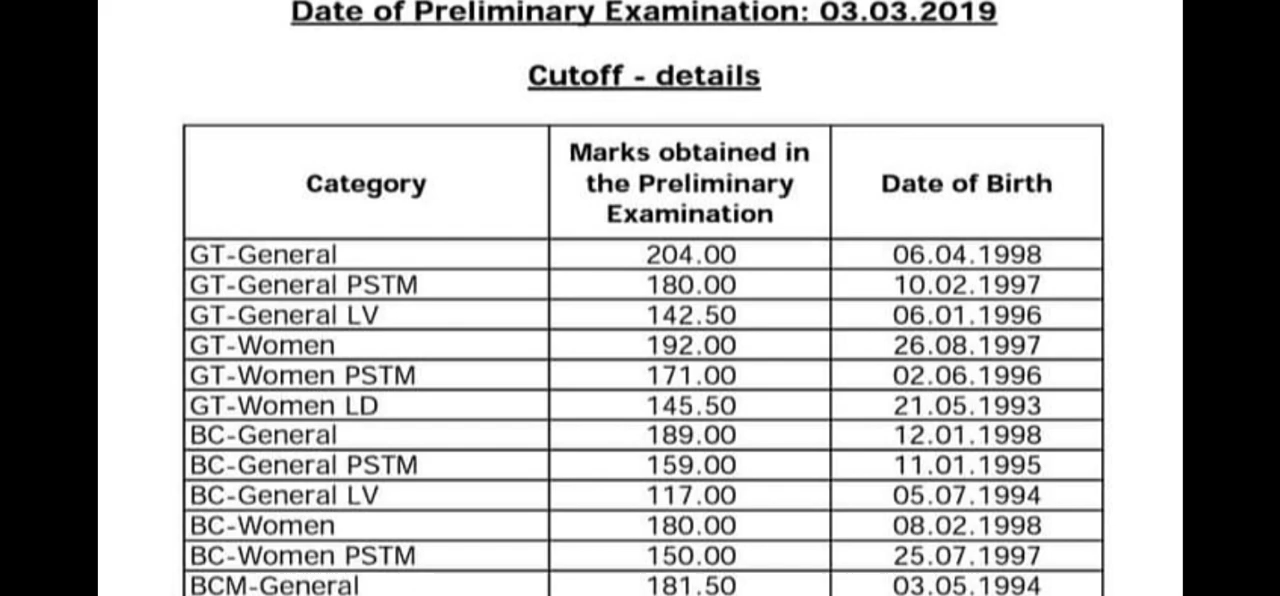 Date of Preliminary Examination: 03.03.2019
Cutoff - details
Category Marks obtained in the Preliminary Examination Date of Birth
GT-General 204.00 06.04.1998
GT-General PSTM 180.00 10.02.1997
GT-General LV 142.50 06.01.1996
GT-Women 192.00 26.08.1997
GT-Women PSTM 171.00 02.06.1996
GT-Women LD 145.50 21.05.1993
BC-General 189.00 12.01.1998
BC-General PSTM 159.00 11.01.1995
BC-General LV 117.00 05.07.1994
BC-Women 180.00 08.02.1998
BC-Women PSTM 150.00 25.07.1997
BCM-General 181.50 03.05.1994